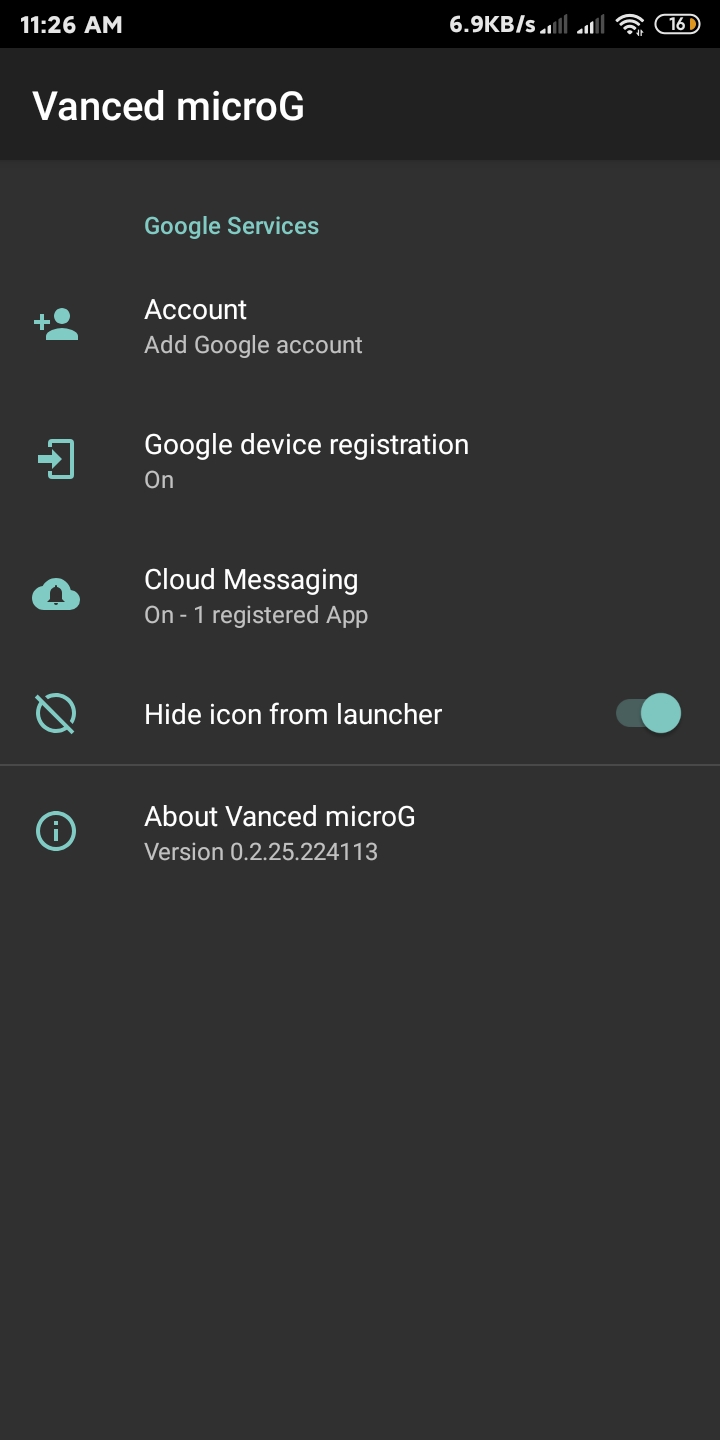 11:26 AM 6.9KB/s 16
Vanced microG
Google Services
Account
Add Google account
Google device registration
On
Cloud Messaging
On - 1 registered App
Hide icon from launcher
About Vanced microG
Version 0.2.25.224113